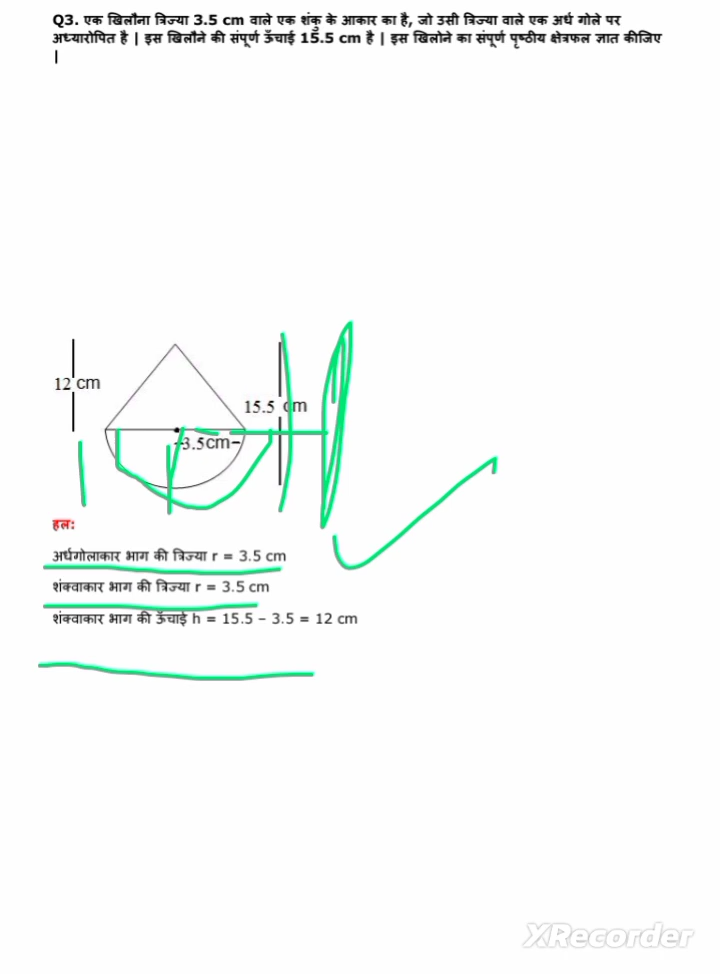 Q3. एक खिलौना त्रिज्या 3.5 cm वाले एक शंकु के आकार का है, जो उसी त्रिज्या वाले एक अर्ध गोले पर
अध्यारोपित है | इस खिलौने की संपूर्ण ऊँचाई 15.5 cm है | इस खिलोने का संपूर्ण पृष्ठीय क्षेत्रफल ज्ञात कीजिए
|
12 cm
15.5 cm
3.5cm
हल:
अर्धगोलाकार भाग की त्रिज्या r = 3.5 cm
शंक्वाकार भाग की त्रिज्या r = 3.5 cm
शंक्वाकार भाग की ऊँचाई h = 15.5 – 3.5 = 12 cm
XRecorder